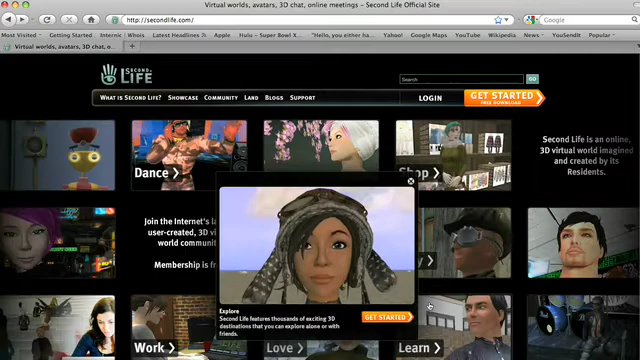 Virtual worlds, avatars, 3D chat, online meetings - Second Life Official Site
http://secondlife.com/
Google
Most Visited
Getting Started
Internic
Whois
Latest Headlines
Apple
Hulu - Super Bowl X...
"Hello, you either ha...
Yahoo!
Google Maps
YouTube
Wikipedia
News
YouSendIt
Popular
Virtual worlds, avatars, 3D chat, o...
SECOND
LIFE
Search
GO
WHAT IS SECOND LIFE?
SHOWCASE
COMMUNITY
LAND
BLOGS
SUPPORT
LOGIN
GET STARTED
FREE DOWNLOAD
Dance
Shop
Second Life is an online,
3D virtual world imagined
and created by its
Residents.
Join the Internet's la
user-created, 3D vi
world communi
Membership is fr
Explore
Second Life features thousands of exciting 3D
destinations that you can explore alone or with
friends.
GET STARTED
Work
Love
Learn